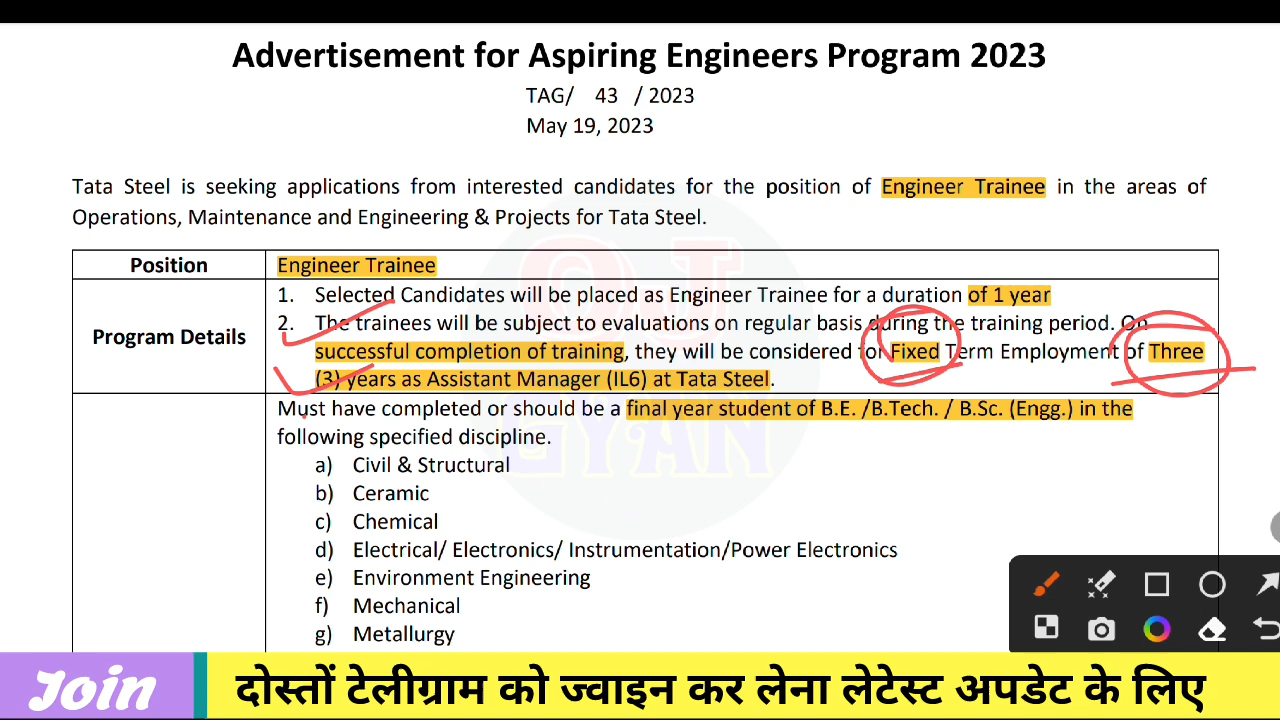 Advertisement for Aspiring Engineers Program 2023
TAG/ 43 / 2023
May 19, 2023
Tata Steel is seeking applications from interested candidates for the position of Engineer Trainee in the areas of
Operations, Maintenance and Engineering & Projects for Tata Steel.
Position
Engineer Trainee
Program Details
1. Selected Candidates will be placed as Engineer Trainee for a duration of 1 year
2. The trainees will be subject to evaluations on regular basis during the training period. On
successful completion of training, they will be considered for Fixed Term Employment of Three
(3) years as Assistant Manager (IL6) at Tata Steel.
Must have completed or should be a final year student of B.E. /B.Tech. / B.Sc. (Engg.) in the
following specified discipline.
a) Civil & Structural
b) Ceramic
c) Chemical
d) Electrical/ Electronics/ Instrumentation/Power Electronics
e) Environment Engineering
f) Mechanical
g) Metallurgy
OJ
GYAN
Join
दोस्तों टेलीग्राम को ज्वाइन कर लेना लेटेस्ट अपडेट के लिए